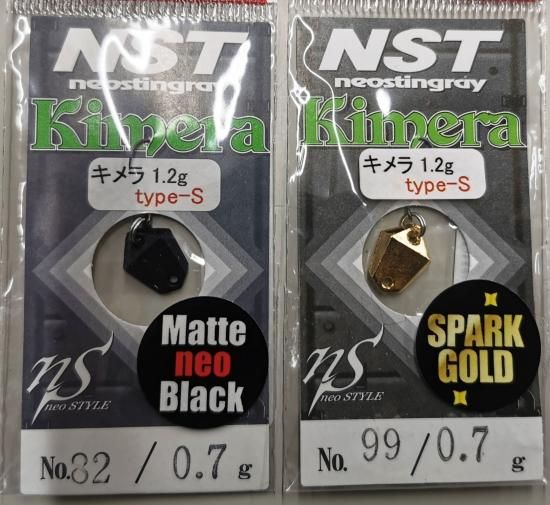 NST
neostingray
Kimera
キメラ 1.2g
type-S
Matte
neo
Black
nS
neo STYLE
No.32 / 0.7 g
NST
neostingray
Kimera
キメラ 1.2g
type-S
SPARK
GOLD
nS
neo STYLE
No.99 / 0.7 g